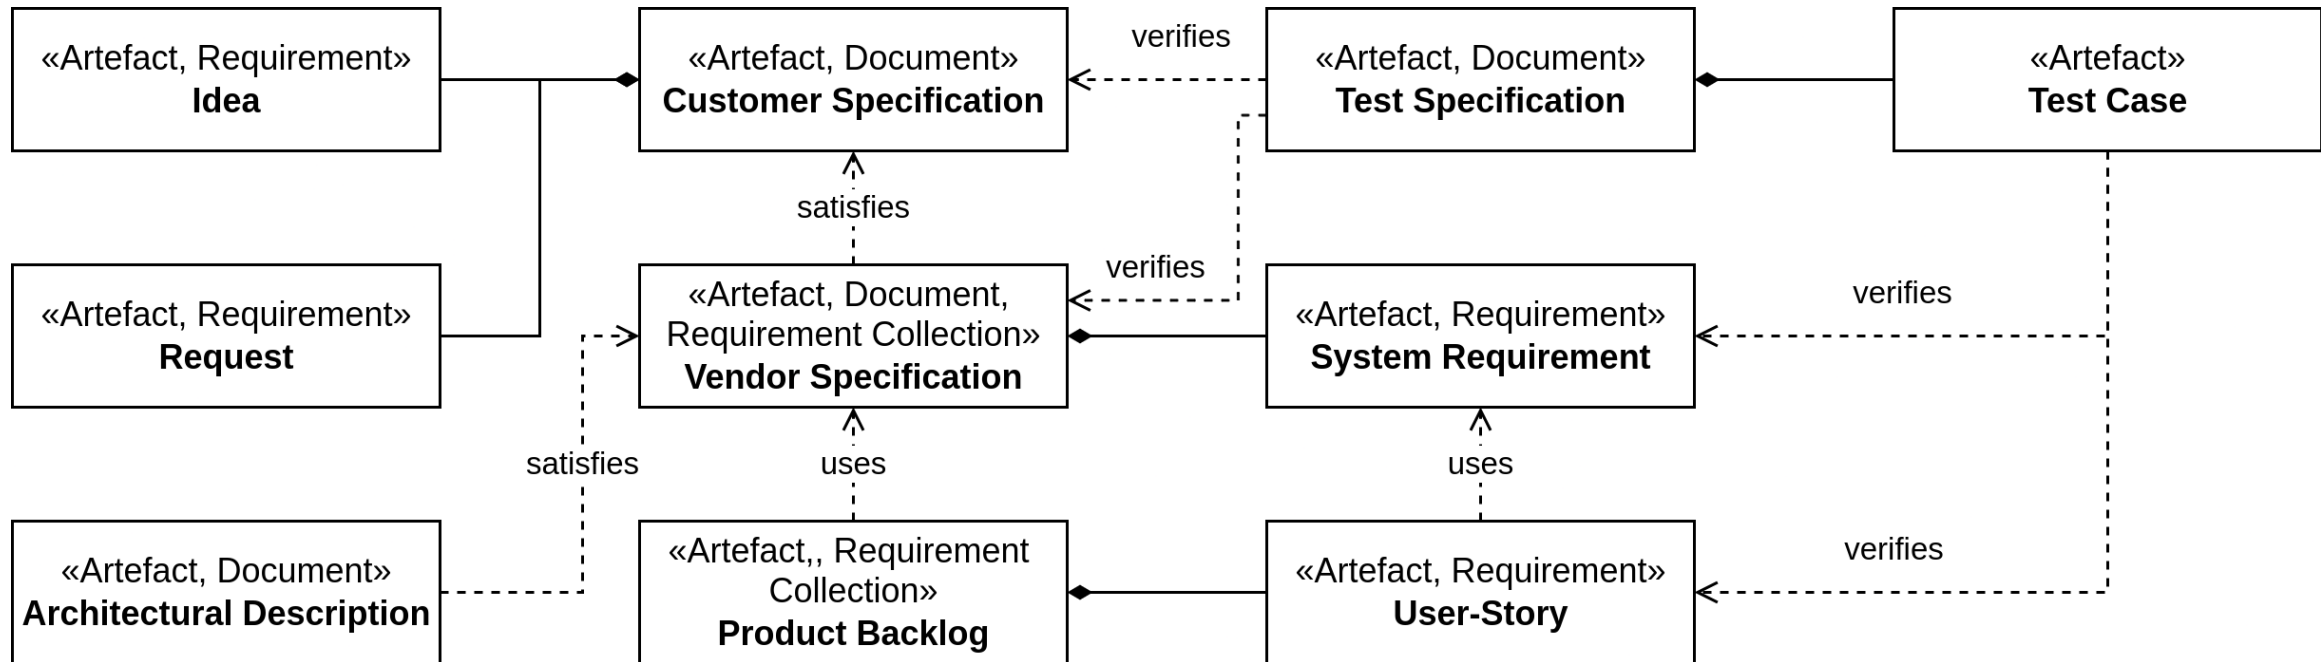 «Artefact, Requirement»
Idea
«Artefact, Document»
Customer Specification
verifies
«Artefact, Document»
Test Specification
«Artefact»
Test Case
satisfies
verifies
«Artefact, Requirement»
Request
«Artefact, Document,
Requirement Collection»
Vendor Specification
«Artefact, Requirement»
System Requirement
verifies
satisfies
uses
uses
«Artefact, Document»
Architectural Description
«Artefact,, Requirement
Collection»
Product Backlog
«Artefact, Requirement»
User-Story
verifies